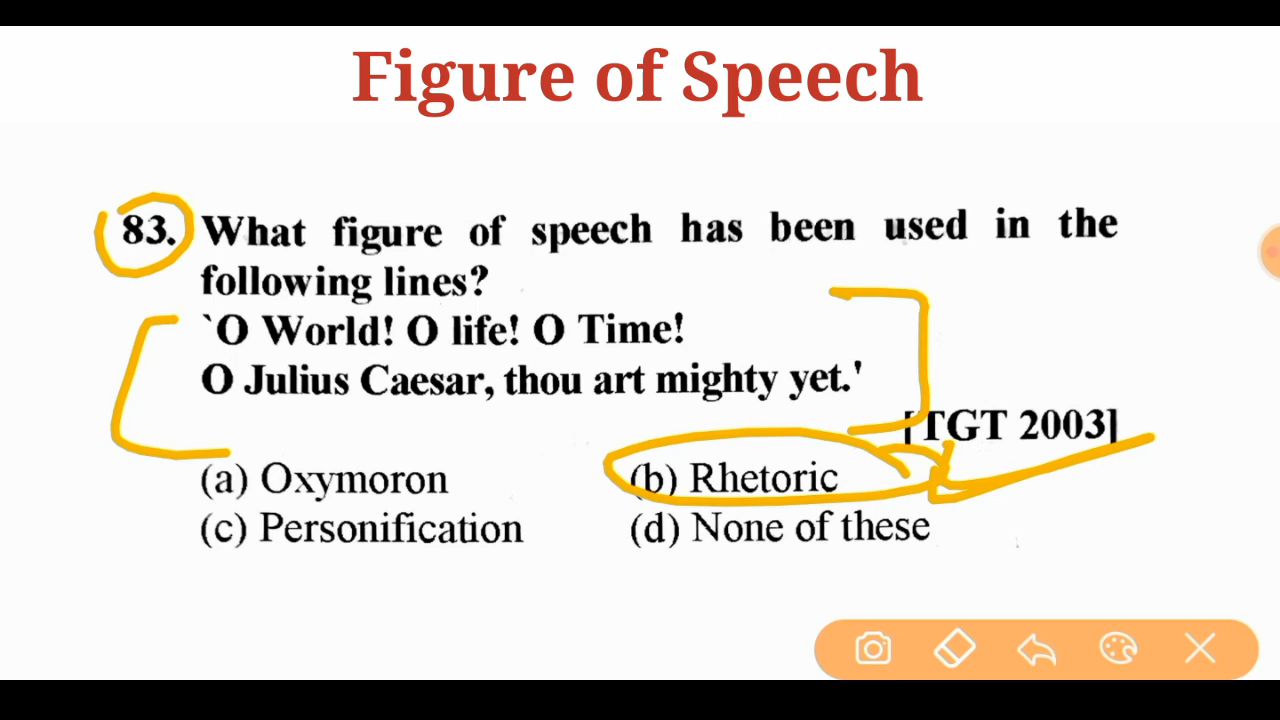 Figure of Speech
83. What figure of speech has been used in the
following lines?
`O World! O life! O Time!
O Julius Caesar, thou art mighty yet.'
[TGT 2003]
(a) Oxymoron (b) Rhetoric
(c) Personification (d) None of these